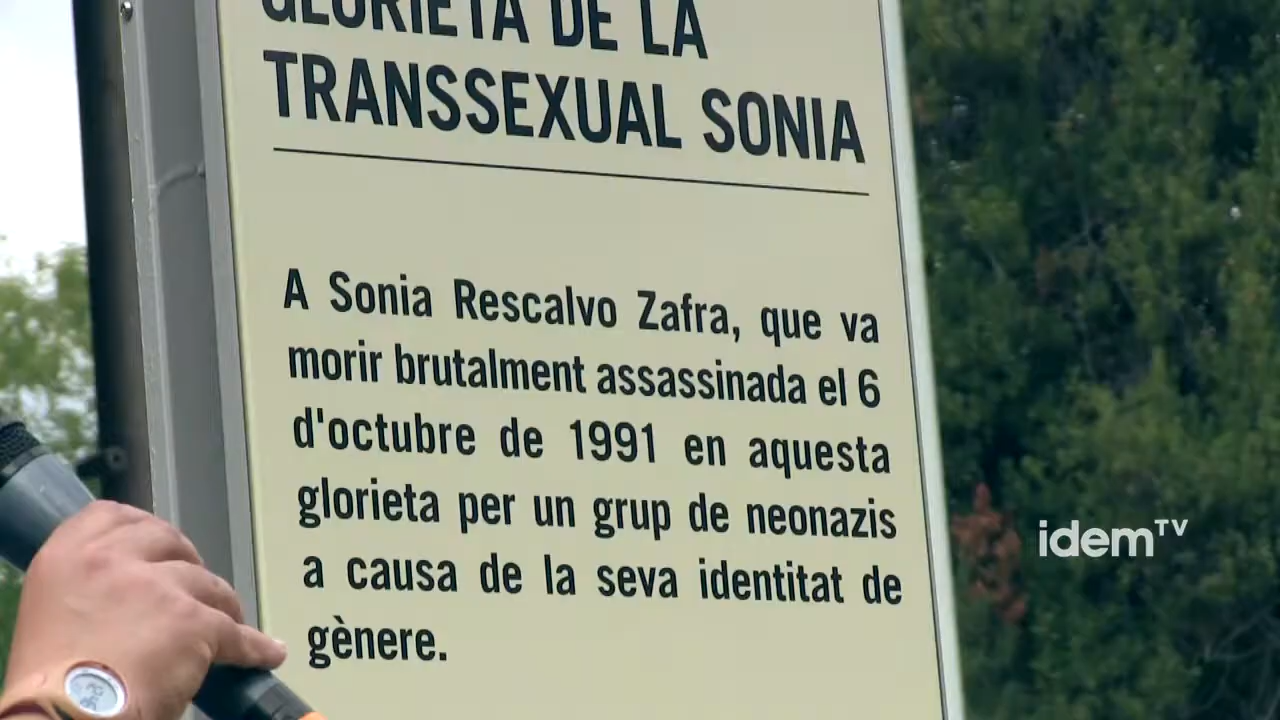 GLORIETA DE LA
TRANSSEXUAL SONIA
A Sonia Rescalvo Zafra, que va
morir brutalment assassinada el 6
d'octubre de 1991 en aquesta
glorieta per un grup de neonazis
a causa de la seva identitat de
gènere.
idemTV